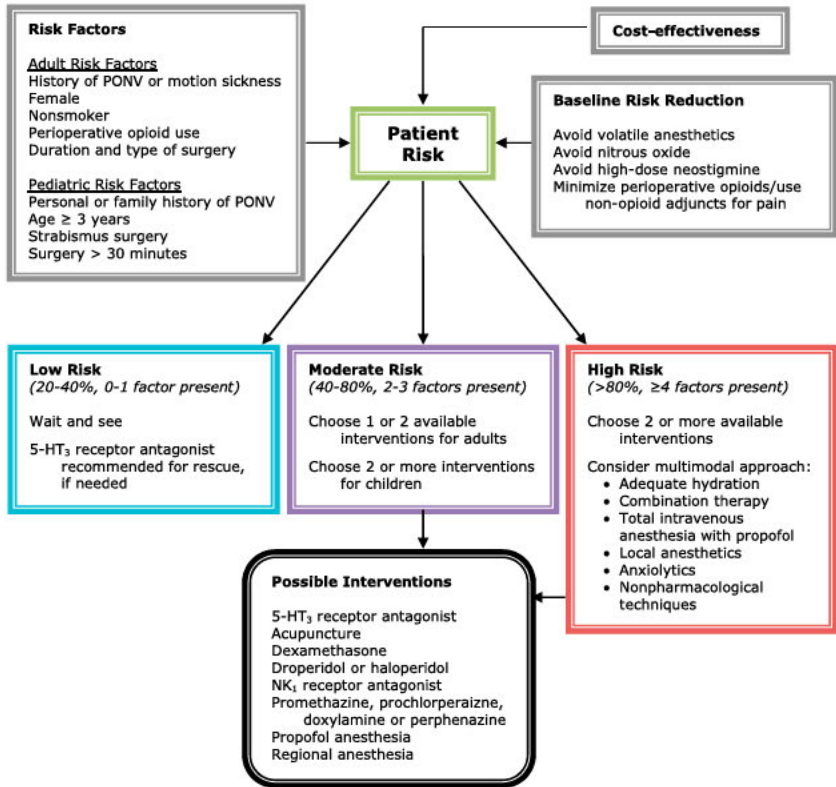 Risk Factors
Adult Risk Factors
History of PONV or motion sickness
Female
Nonsmoker
Perioperative opioid use
Duration and type of surgery
Pediatric Risk Factors
Personal or family history of PONV
Age ≥ 3 years
Strabismus surgery
Surgery > 30 minutes
Cost-effectiveness
Patient
Risk
Baseline Risk Reduction
Avoid volatile anesthetics
Avoid nitrous oxide
Avoid high-dose neostigmine
Minimize perioperative opioids/use
non-opioid adjuncts for pain
Low Risk
(20-40%, 0-1 factor present)
Wait and see
5-HT₃ receptor antagonist
recommended for rescue,
if needed
Moderate Risk
(40-80%, 2-3 factors present)
Choose 1 or 2 available
interventions for adults
Choose 2 or more interventions
for children
High Risk
(>80%, ≥4 factors present)
Choose 2 or more available
interventions
Consider multimodal approach:
• Adequate hydration
• Combination therapy
• Total intravenous
anesthesia with propofol
• Local anesthetics
• Anxiolytics
• Nonpharmacological
techniques
Possible Interventions
5-HT₃ receptor antagonist
Acupuncture
Dexamethasone
Droperidol or haloperidol
NK₁ receptor antagonist
Promethazine, prochlorperaizne,
doxylamine or perphenazine
Propofol anesthesia
Regional anesthesia